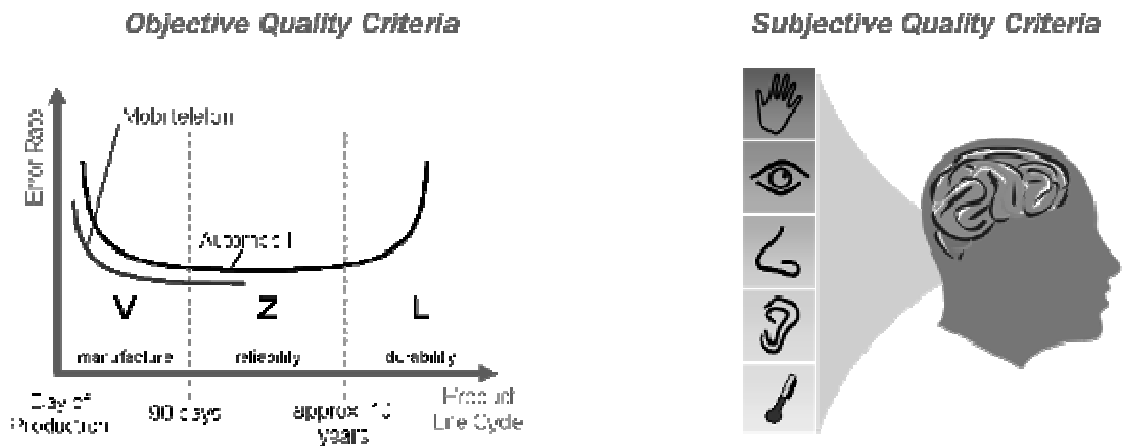 Objective Quality Criteria
Subjective Quality Criteria
Error Rate
V
Z
L
manufacture
reliability
durability
Day of
Production
90 days
approx.
years
Product
Life Cycle